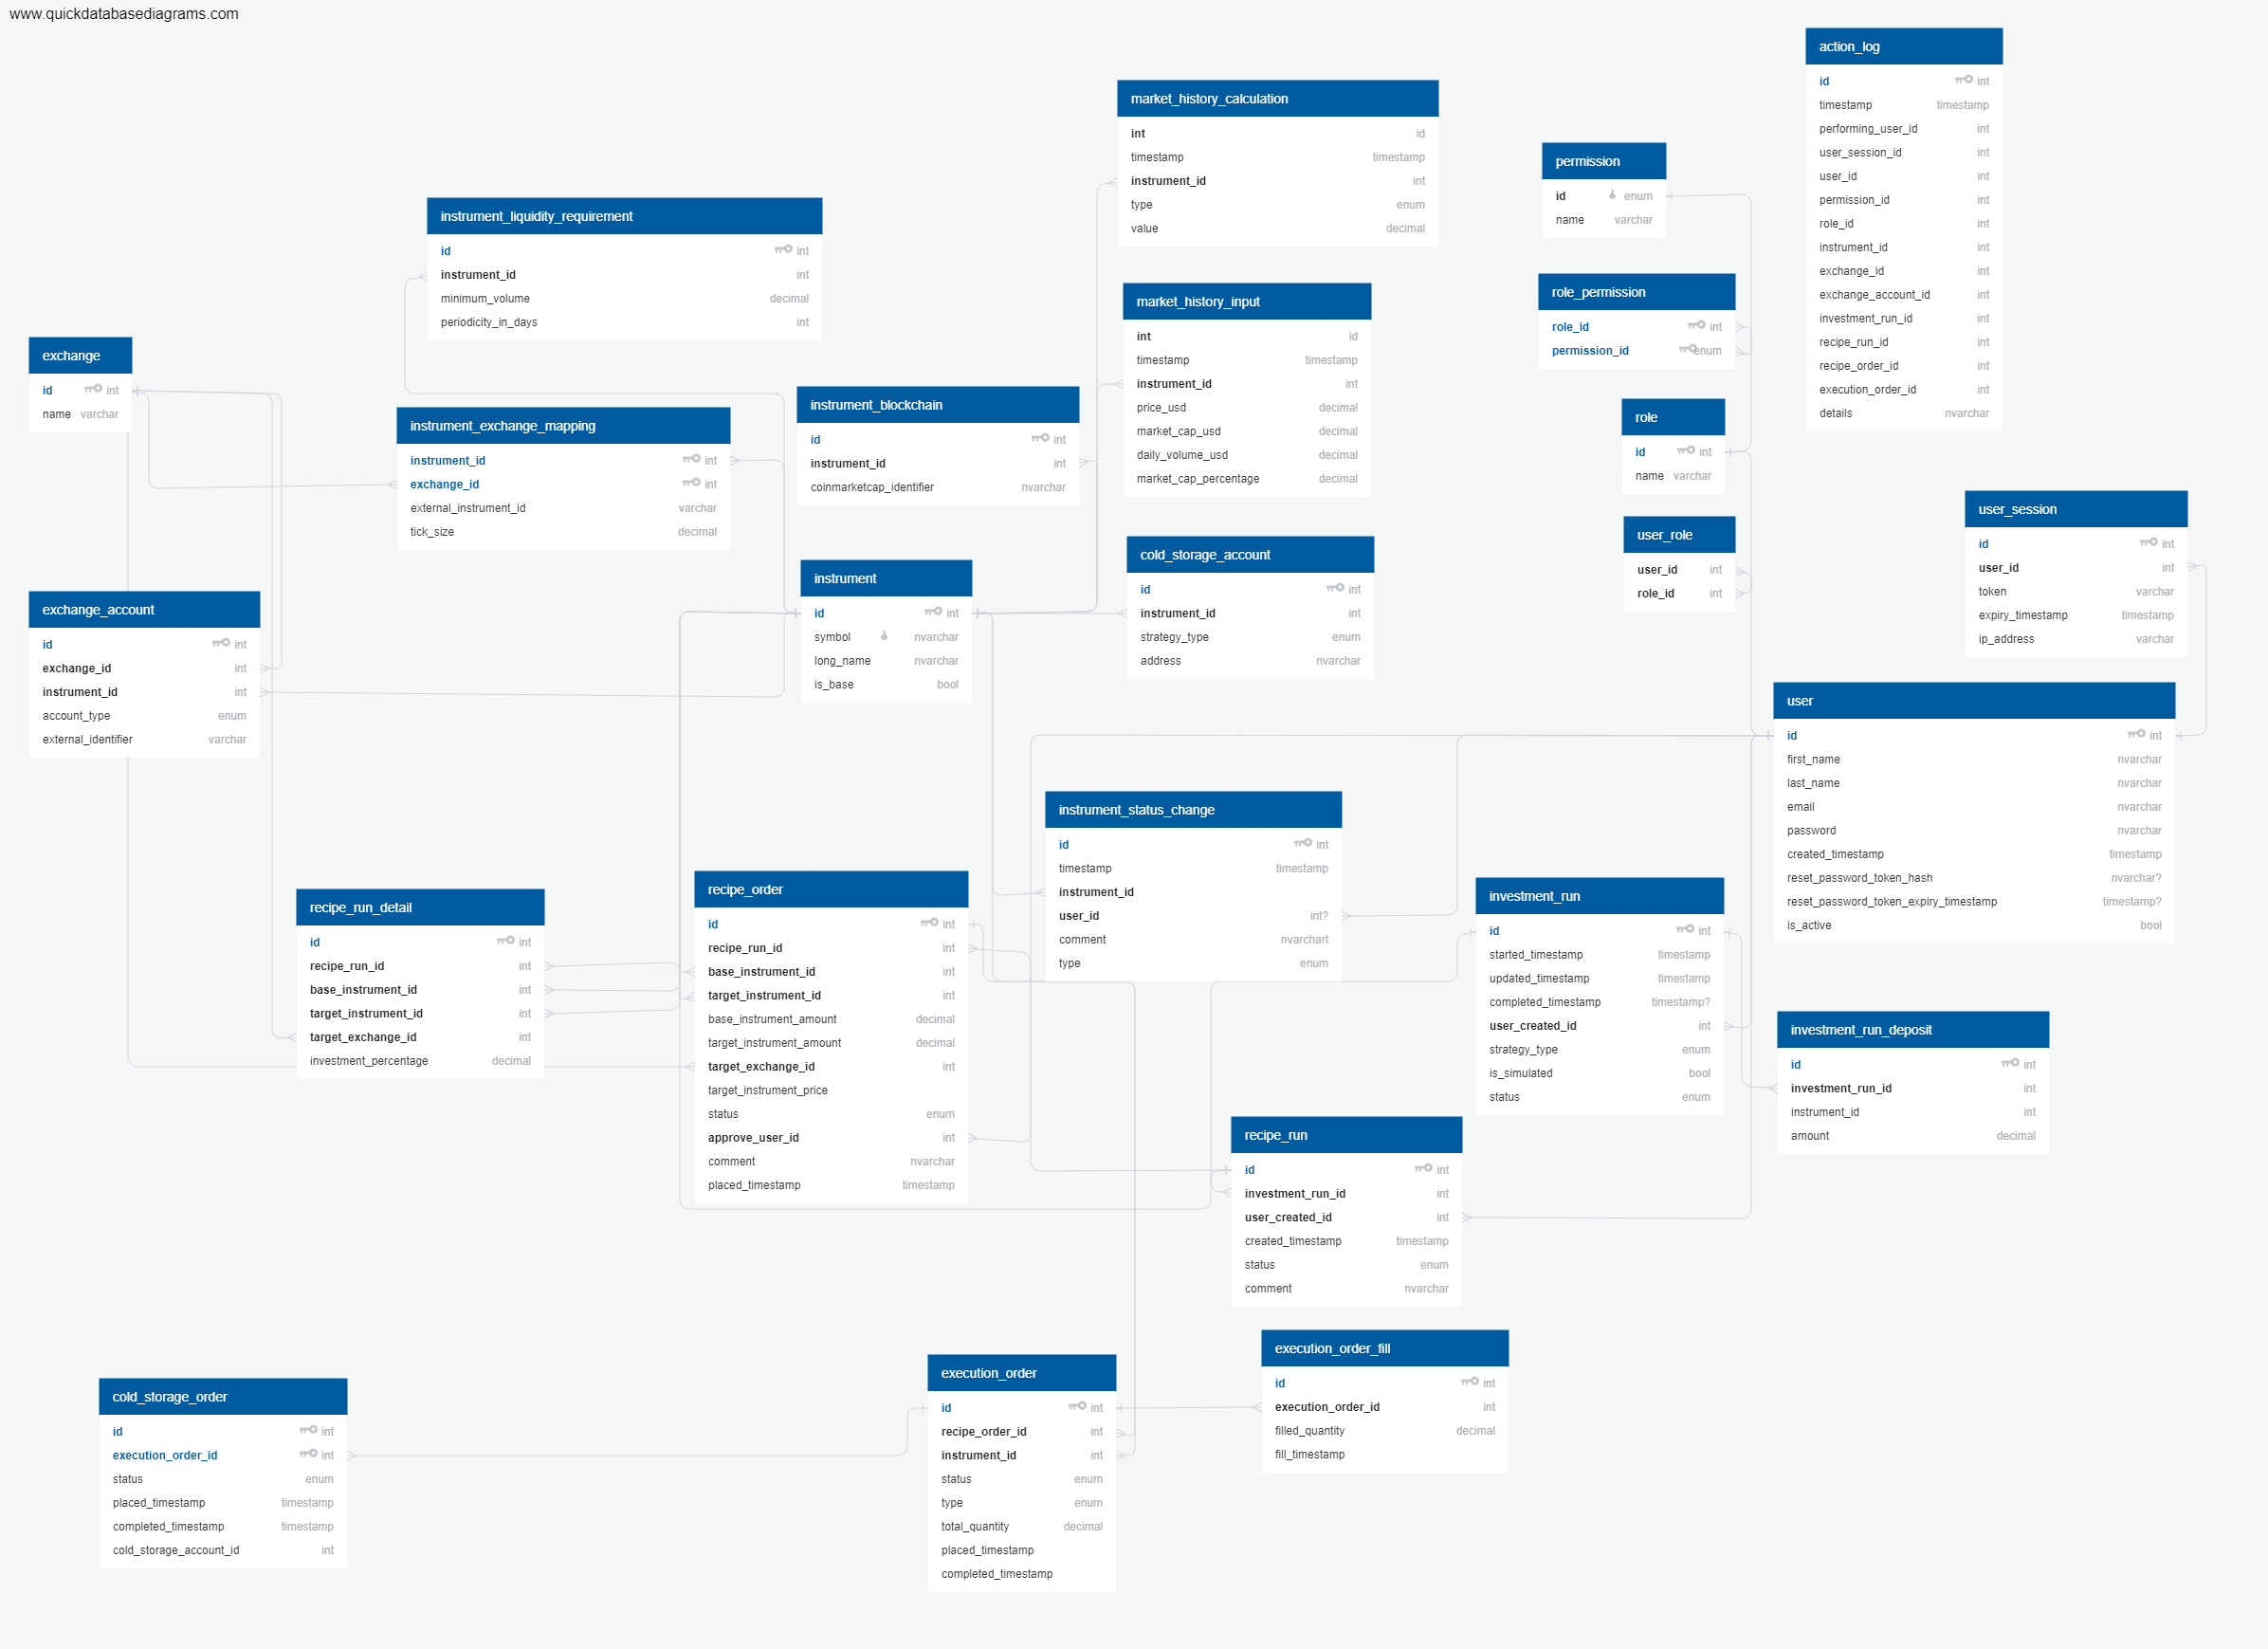 www.quickdatabasediagrams.com
action_log
id int
timestamp timestamp
performing_user_id int
user_session_id int
user_id int
permission_id int
role_id int
instrument_id int
exchange_id int
exchange_account_id int
investment_run_id int
recipe_run_id int
recipe_order_id int
execution_order_id int
details nvarchar
market_history_calculation
int id
timestamp timestamp
instrument_id int
type enum
value decimal
permission
id enum
name varchar
instrument_liquidity_requirement
id int
instrument_id int
minimum_volume decimal
periodicity_in_days int
role_permission
role_id int
permission_id enum
market_history_input
int id
timestamp timestamp
instrument_id int
price_usd decimal
market_cap_usd decimal
daily_volume_usd decimal
market_cap_percentage decimal
exchange
id int
name varchar
instrument_blockchain
id int
instrument_id int
coinmarketcap_identifier nvarchar
role
id int
name varchar
instrument_exchange_mapping
instrument_id int
exchange_id int
external_instrument_id varchar
tick_size decimal
user_session
id int
user_id int
token varchar
expiry_timestamp timestamp
ip_address varchar
user_role
user_id int
role_id int
cold_storage_account
id int
instrument_id int
strategy_type enum
address nvarchar
instrument
id int
symbol nvarchar
long_name nvarchar
is_base bool
exchange_account
id int
exchange_id int
instrument_id int
account_type enum
external_identifier varchar
user
id int
first_name nvarchar
last_name nvarchar
email nvarchar
password nvarchar
created_timestamp timestamp
reset_password_token_hash nvarchar?
reset_password_token_expiry_timestamp timestamp?
is_active bool
instrument_status_change
id int
timestamp timestamp
instrument_id
user_id int?
comment nvarchart
type enum
recipe_order
id int
recipe_run_id int
base_instrument_id int
target_instrument_id int
base_instrument_amount decimal
target_instrument_amount decimal
target_exchange_id int
target_instrument_price
status enum
approve_user_id int
comment nvarchar
placed_timestamp timestamp
investment_run
id int
started_timestamp timestamp
updated_timestamp timestamp
completed_timestamp timestamp?
user_created_id int
strategy_type enum
is_simulated bool
status enum
recipe_run_detail
id int
recipe_run_id int
base_instrument_id int
target_instrument_id int
target_exchange_id int
investment_percentage decimal
investment_run_deposit
id int
investment_run_id int
instrument_id int
amount decimal
recipe_run
id int
investment_run_id int
user_created_id int
created_timestamp timestamp
status enum
comment nvarchar
execution_order_fill
id int
execution_order_id int
filled_quantity decimal
fill_timestamp
execution_order
id int
recipe_order_id int
instrument_id int
status enum
type enum
total_quantity decimal
placed_timestamp
completed_timestamp
cold_storage_order
id int
execution_order_id int
status enum
placed_timestamp timestamp
completed_timestamp timestamp
cold_storage_account_id int